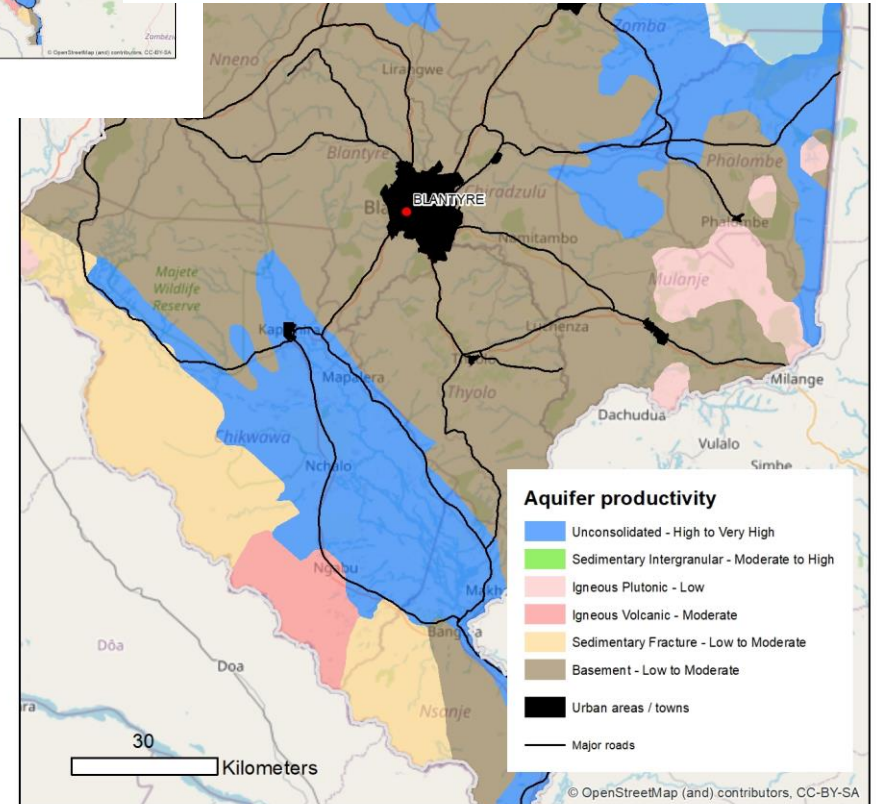 © OpenStreetMap (and) contributors, CC-BY-SA
Zomba
Nneno
Lirangwe
Blantyre
Phalombe
Chiradzulu
BLANTYRE
Phalombe
Namitambo
Majete
Wildlife
Reserve
Mulanje
Luchenza
Mapalera
Thyolo
Milange
Dachudua
Chikwawa
Vulalo
Nchalo
Simbe
Aquifer productivity
Unconsolidated - High to Very High
Sedimentary Intergranular - Moderate to High
Igneous Plutonic - Low
Ngabu
Igneous Volcanic - Moderate
Makh
Sedimentary Fracture - Low to Moderate
Dôa
Doa
Basement - Low to Moderate
Nsanje
Urban areas / towns
Major roads
30
Kilometers
© OpenStreetMap (and) contributors, CC-BY-SA